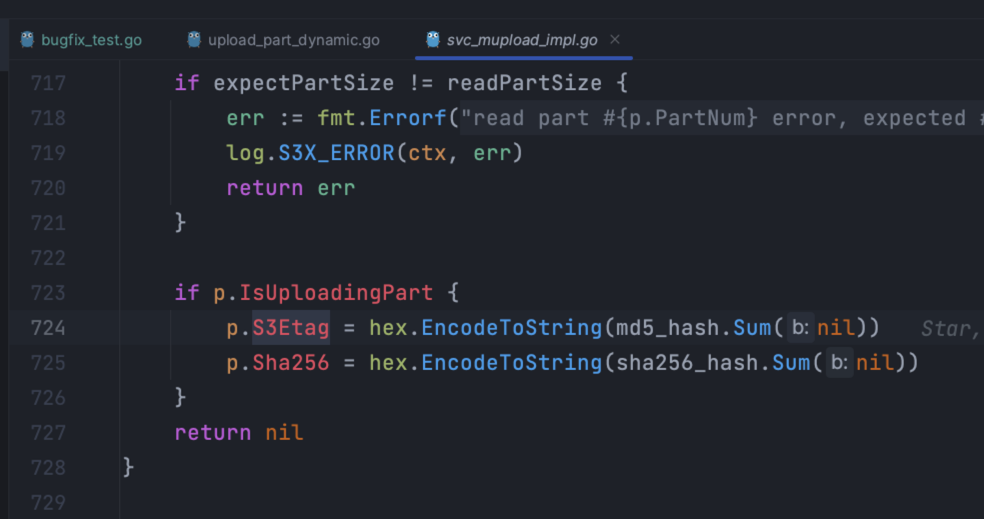 bugfix_test.go upload_part_dynamic.go svc_mupload_impl.go ×
717 if expectPartSize != readPartSize {
718 err := fmt.Errorf("read part #{p.PartNum} error, expected #
719 log.S3X_ERROR(ctx, err)
720 return err
721 }
722
723 if p.IsUploadingPart {
724 p.S3Etag = hex.EncodeToString(md5_hash.Sum( b: nil)) Star,
725 p.Sha256 = hex.EncodeToString(sha256_hash.Sum( b: nil))
726 }
727 return nil
728 }
729